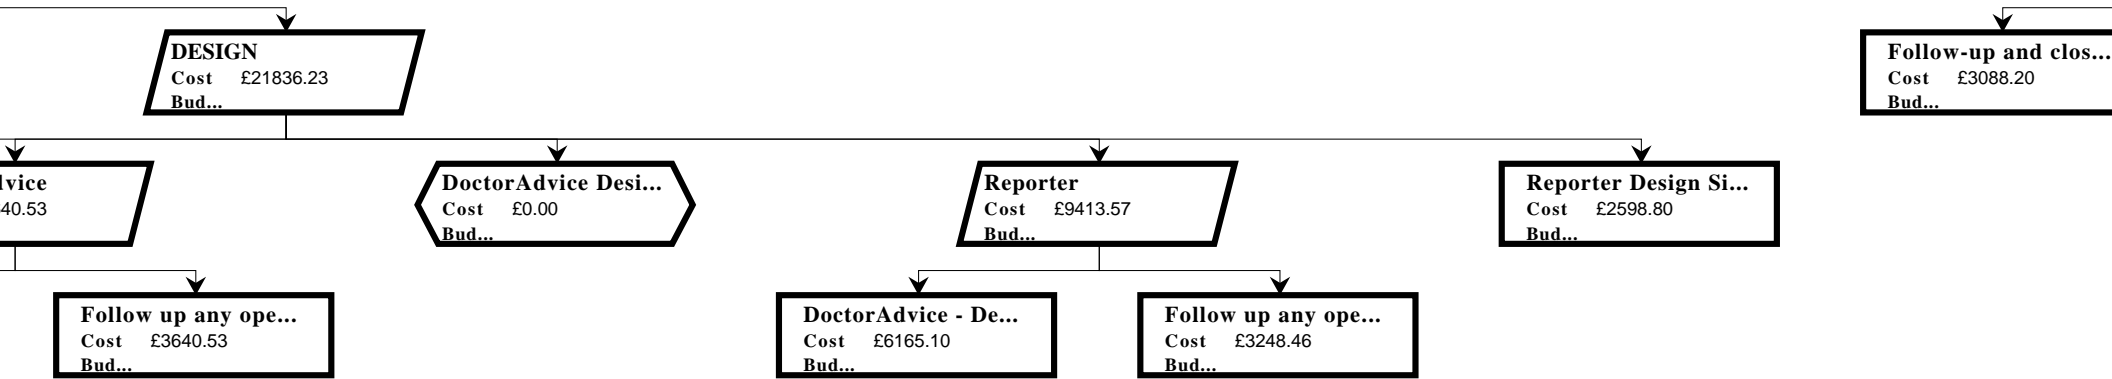 DESIGN
Cost £21836.23
Bud...
Follow-up and clos...
Cost £3088.20
Bud...
dvice
40.53
DoctorAdvice Desi...
Cost £0.00
Bud...
Reporter
Cost £9413.57
Bud...
Reporter Design Si...
Cost £2598.80
Bud...
Follow up any ope...
Cost £3640.53
Bud...
DoctorAdvice - De...
Cost £6165.10
Bud...
Follow up any ope...
Cost £3248.46
Bud...